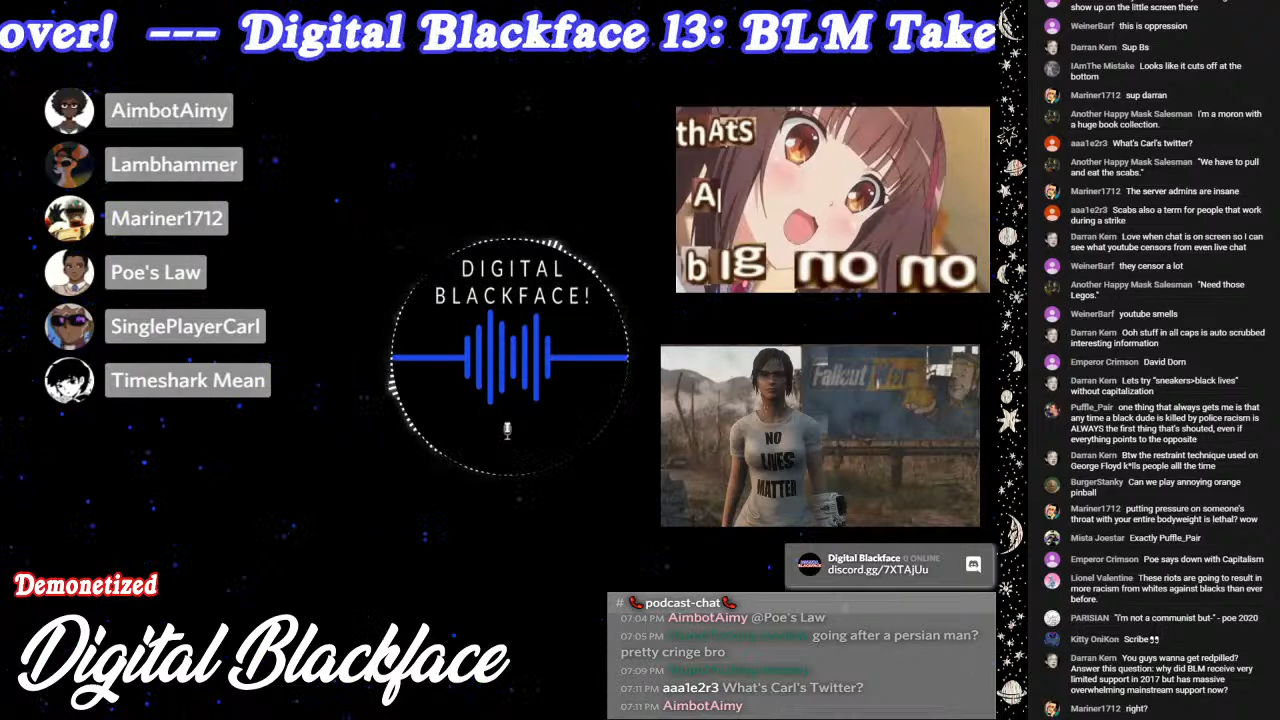 over! --- Digital Blackface 13: BLM Take
AimbotAimy
Lambhammer
Mariner1712
Poe's Law
SinglePlayerCarl
Timeshark Mean
DIGITAL
BLACKFACE!
thAts
A
bIg no no
Fallout
NO
LIVES
MATTER
Demonetized
Digital Blackface
Digital Blackface 0 ONLINE
discord.gg/7XTAjUu
# podcast-chat
07:04 PM AimbotAimy @Poe's Law
07:05 PM going after a persian man?
pretty cringe bro
07:09 PM
07:11 PM aaa1e2r3 What's Carl's Twitter?
07:11 PM AimbotAimy
show up on the little screen there
WeinerBarf this is oppression
Darran Kern Sup Bs
IAmThe Mistake Looks like it cuts off at the
bottom
Mariner1712 sup darran
Another Happy Mask Salesman I'm a moron with
a huge book collection.
aaa1e2r3 What's Carl's twitter?
Another Happy Mask Salesman "We have to pull
and eat the scabs."
Mariner1712 The server admins are insane
aaa1e2r3 Scabs also a term for people that work
during a strike
Darran Kern Love when chat is on screen so I can
see what youtube censors from even live chat
WeinerBarf they censor a lot
Another Happy Mask Salesman "Need those
Legos."
WeinerBarf youtube smells
Darran Kern Ooh stuff in all caps is auto scrubbed
interesting information
Emperor Crimson David Dorn
Darran Kern Lets try "sneakers>black lives"
without capitalization
Puffle_Pair one thing that always gets me is that
any time a black dude is killed by police racism is
ALWAYS the first thing that's shouted, even if
everything points to the opposite
Darran Kern Btw the restraint technique used on
George Floyd k*lls people alll the time
BurgerStanky Can we play annoying orange
pinball
Mariner1712 putting pressure on someone's
throat with your entire bodyweight is lethal? wow
Mista Joestar Exactly Puffle_Pair
Emperor Crimson Poe says down with Capitalism
Lionel Valentine These riots are going to result in
more racism from whites against blacks than ever
before.
PARISIAN "I'm not a communist but-" - poe 2020
Kitty OniKon Scribe
Darran Kern You guys wanna get redpilled?
Answer this question: why did BLM receive very
limited support in 2017 but has massive
overwhelming mainstream support now?
Mariner1712 right?